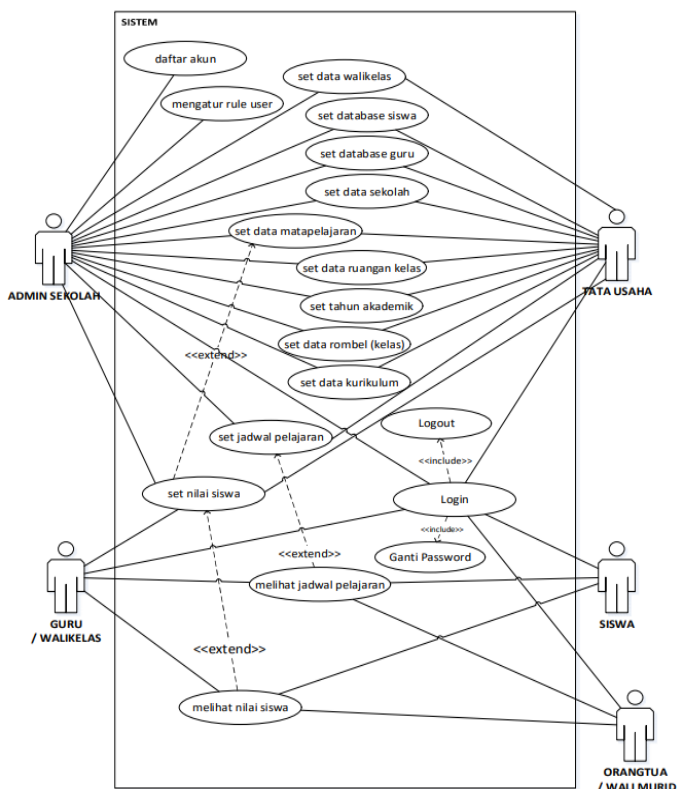 SISTEM
daftar akun
mengatur rule user
set data walikelas
set database siswa
set database guru
set data sekolah
set data matapelajaran
set data ruangan kelas
set tahun akademik
set data rombel (kelas)
set data kurikulum
ADMIN SEKOLAH
TATA USAHA
<<extend>>
set jadwal pelajaran
Logout
<<include>>
set nilai siswa
Login
<<include>>
Ganti Password
<<extend>>
melihat jadwal pelajaran
GURU
/ WALIKELAS
SISWA
<<extend>>
melihat nilai siswa
ORANGTUA
/ WALI MURID